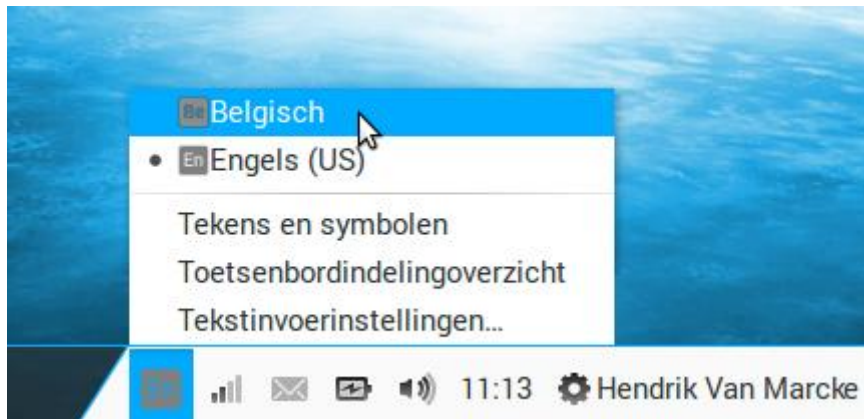 Be Belgisch
En Engels (US)
Tekens en symbolen
Toetsenbordindelingoverzicht
Tekstinvoerinstellingen...
11:13 Hendrik Van Marcke